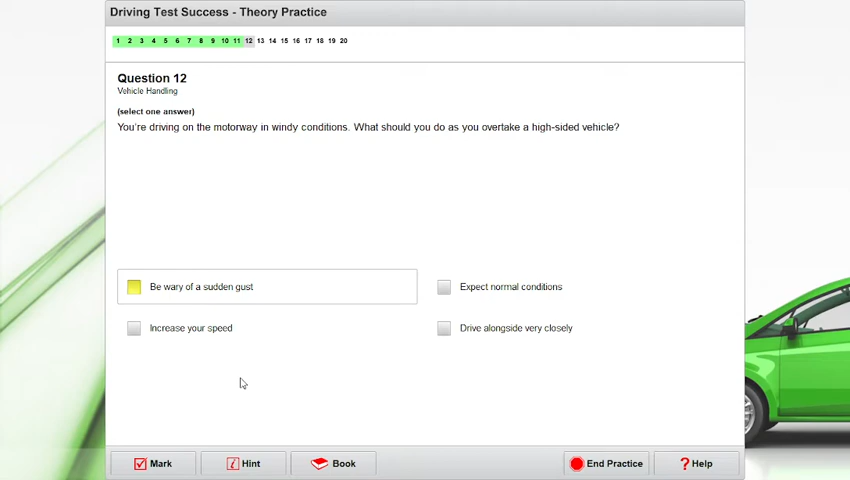 Driving Test Success - Theory Practice
1 2 3 4 5 6 7 8 9 10 11 12 13 14 15 16 17 18 19 20
Question 12
Vehicle Handling
(select one answer)
You're driving on the motorway in windy conditions. What should you do as you overtake a high-sided vehicle?
Be wary of a sudden gust
Expect normal conditions
Increase your speed
Drive alongside very closely
Mark
Hint
Book
End Practice
Help